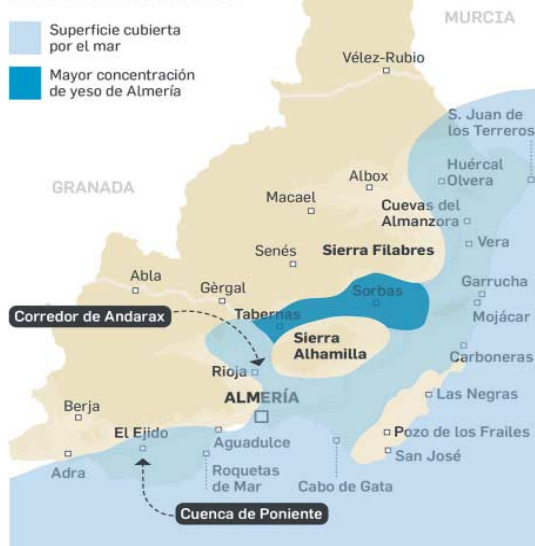 Superficie cubierta
por el mar
Mayor concentración
de yeso de Almería
MURCIA
Vélez-Rubio
S. Juan de
los Terreros
GRANADA
Albox
Huércal
Olvera
Macael
Cuevas del
Almanzora
Senés
Sierra Filabres
Vera
Abla
Gèrgal
Sorbas
Garrucha
Corredor de Andarax
Tabernas
Mojácar
Sierra
Alhamilla
Carboneras
Rioja
ALMERÍA
Las Negras
Berja
El Ejido
Aguadulce
Pozo de los Frailes
Adra
Roquetas
de Mar
Cabo de Gata
San José
Cuenca de Poniente